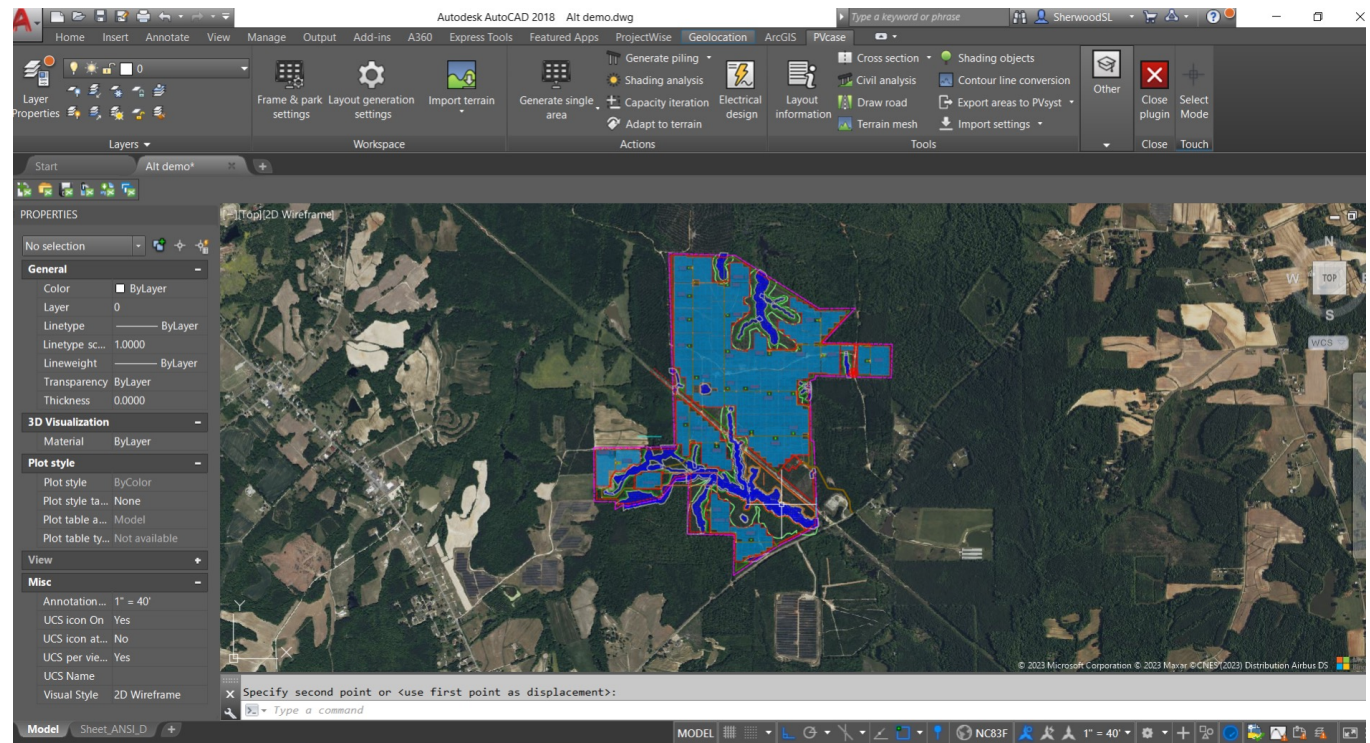 Autodesk AutoCAD 2018 Alt demo.dwg
Type a keyword or phrase
SherwoodSL
Home Insert Annotate View Manage Output Add-ins A360 Express Tools Featured Apps ProjectWise Geolocation ArcGIS PVcase
0
Layer Properties
Layers
Frame & park settings
Layout generation settings
Import terrain
Workspace
Generate single area
Generate piling
Shading analysis
Capacity iteration
Adapt to terrain
Electrical design
Actions
Layout information
Cross section
Civil analysis
Draw road
Terrain mesh
Shading objects
Contour line conversion
Export areas to PVsyst
Import settings
Tools
Other
Close plugin
Close
Select Mode
Touch
Start
Alt demo*
PROPERTIES
[−][Top][2D Wireframe]
No selection
General
Color ByLayer
Layer 0
Linetype ByLayer
Linetype sc... 1.0000
Lineweight ByLayer
Transparency ByLayer
Thickness 0.0000
3D Visualization
Material ByLayer
Plot style
Plot style ByColor
Plot style ta... None
Plot table a... Model
Plot table ty... Not available
View
Misc
Annotation... 1" = 40'
UCS icon On Yes
UCS icon at... No
UCS per vie... Yes
UCS Name
Visual Style 2D Wireframe
N
W TOP
S
WCS
Y
X
© 2023 Microsoft Corporation © 2023 Maxar ©CNES (2023) Distribution Airbus DS
Specify second point or <use first point as displacement>:
Type a command
Model Sheet_ANSI_D
MODEL NC83F 1" = 40'